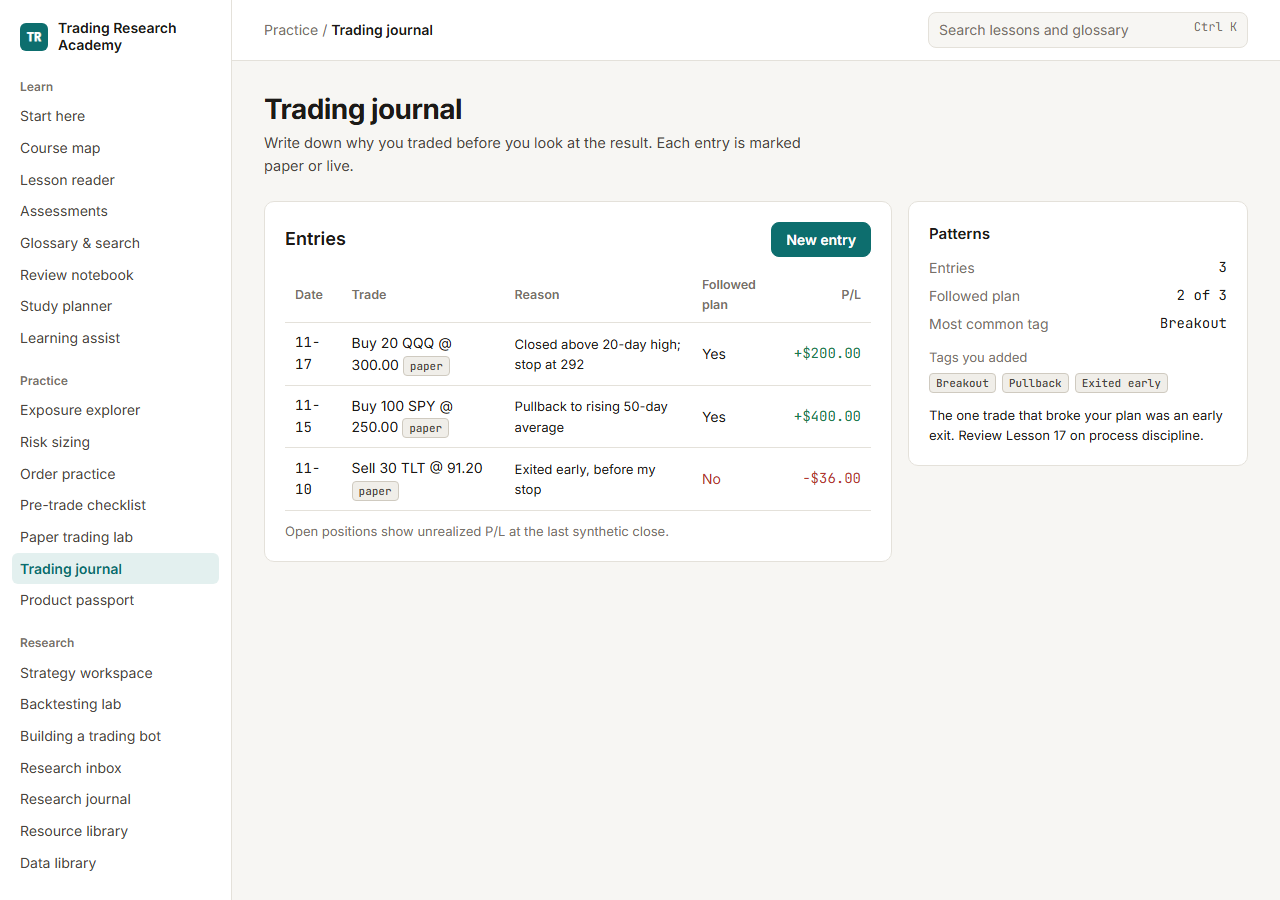 TR
Trading Research
Academy
Learn
Start here
Course map
Lesson reader
Assessments
Glossary & search
Review notebook
Study planner
Learning assist
Practice
Exposure explorer
Risk sizing
Order practice
Pre-trade checklist
Paper trading lab
Trading journal
Product passport
Research
Strategy workspace
Backtesting lab
Building a trading bot
Research inbox
Research journal
Resource library
Data library
Practice / Trading journal
Search lessons and glossary Ctrl K
Trading journal
Write down why you traded before you look at the result. Each entry is marked
paper or live.
Entries
New entry
Date Trade Reason Followed plan P/L
11-17 Buy 20 QQQ @ 300.00 paper Closed above 20-day high; stop at 292 Yes +$200.00
11-15 Buy 100 SPY @ 250.00 paper Pullback to rising 50-day average Yes +$400.00
11-10 Sell 30 TLT @ 91.20 paper Exited early, before my stop No -$36.00
Open positions show unrealized P/L at the last synthetic close.
Patterns
Entries 3
Followed plan 2 of 3
Most common tag Breakout
Tags you added
Breakout Pullback Exited early
The one trade that broke your plan was an early
exit. Review Lesson 17 on process discipline.